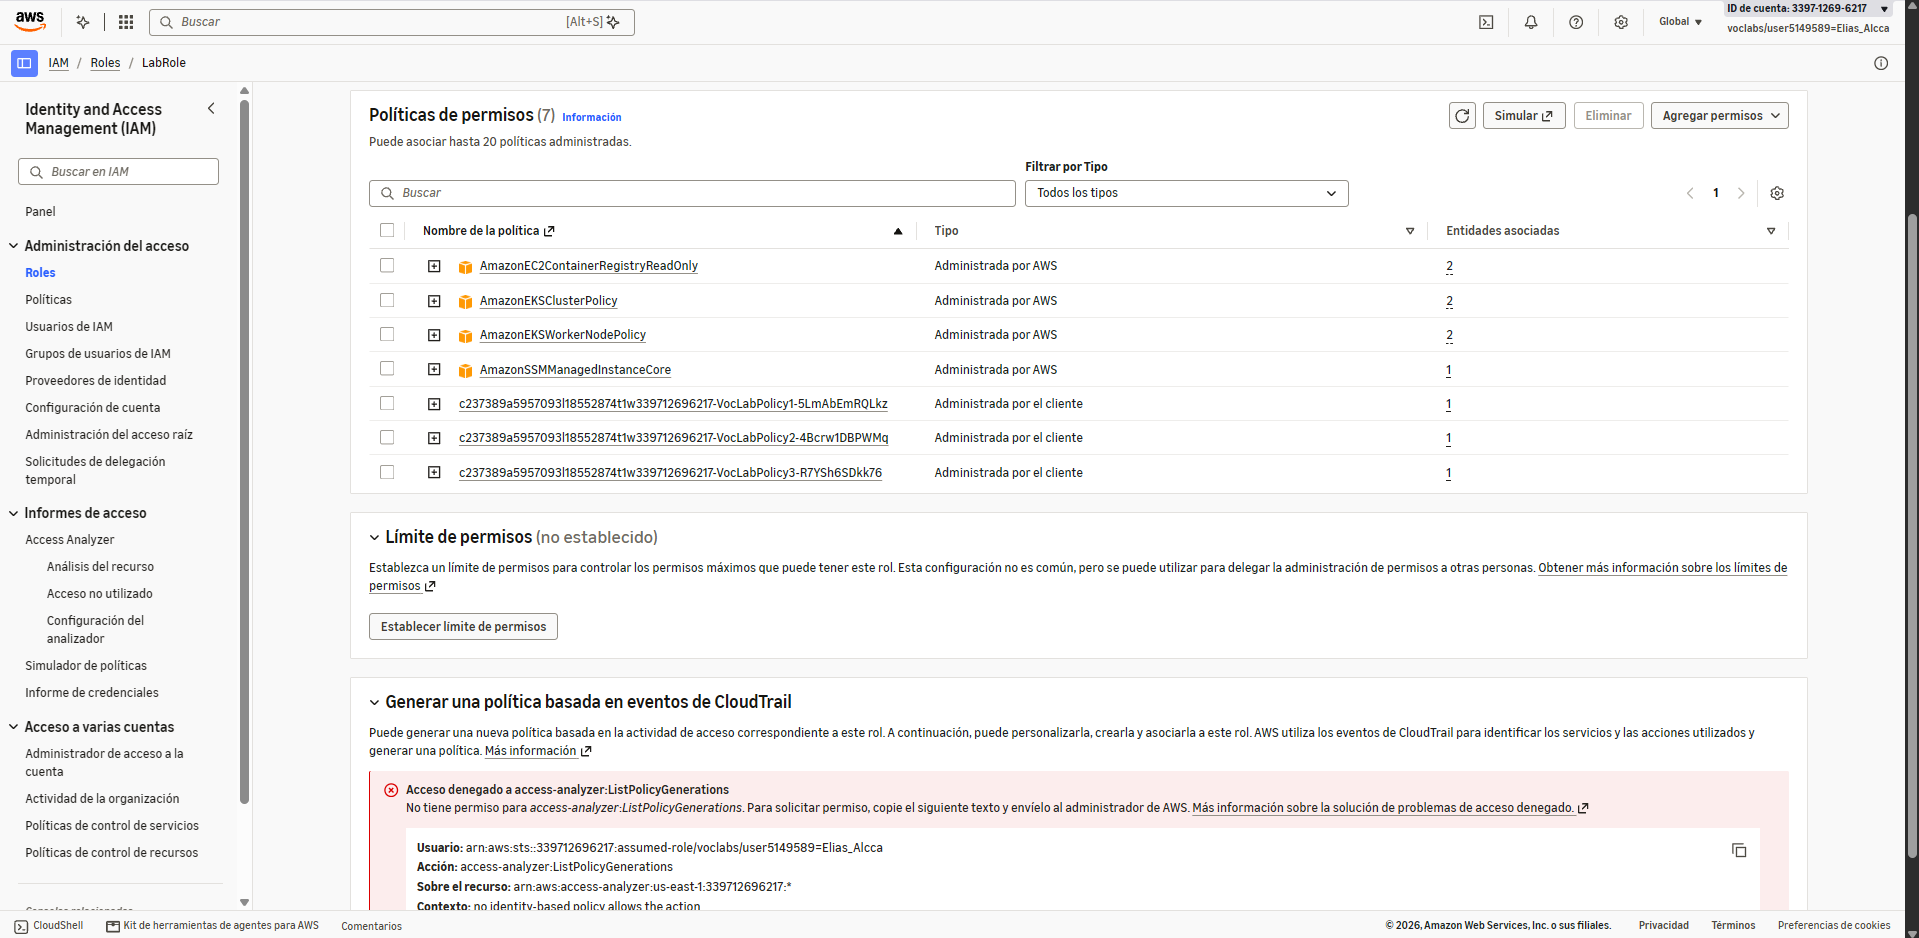 aws
Buscar
[Alt+S]
Global
ID de cuenta: 3397-1269-6217
voclabs/user5149589=Elias_Alcca
IAM / Roles / LabRole
Identity and Access Management (IAM)
Buscar en IAM
Panel
Administración del acceso
Roles
Políticas
Usuarios de IAM
Grupos de usuarios de IAM
Proveedores de identidad
Configuración de cuenta
Administración del acceso raíz
Solicitudes de delegación temporal
Informes de acceso
Access Analyzer
Análisis del recurso
Acceso no utilizado
Configuración del analizador
Simulador de políticas
Informe de credenciales
Acceso a varias cuentas
Administrador de acceso a la cuenta
Actividad de la organización
Políticas de control de servicios
Políticas de control de recursos
Políticas de permisos (7) Información
Puede asociar hasta 20 políticas administradas.
Simular
Eliminar
Agregar permisos
Filtrar por Tipo
Buscar
Todos los tipos
1
Nombre de la política Tipo Entidades asociadas
AmazonEC2ContainerRegistryReadOnly Administrada por AWS 2
AmazonEKSClusterPolicy Administrada por AWS 2
AmazonEKSWorkerNodePolicy Administrada por AWS 2
AmazonSSMManagedInstanceCore Administrada por AWS 1
c237389a5957093l18552874t1w339712696217-VocLabPolicy1-5LmAbEmRQLkz Administrada por el cliente 1
c237389a5957093l18552874t1w339712696217-VocLabPolicy2-4Bcrw1DBPWMq Administrada por el cliente 1
c237389a5957093l18552874t1w339712696217-VocLabPolicy3-R7YSh6SDkk76 Administrada por el cliente 1
Límite de permisos (no establecido)
Establezca un límite de permisos para controlar los permisos máximos que puede tener este rol. Esta configuración no es común, pero se puede utilizar para delegar la administración de permisos a otras personas. Obtener más información sobre los límites de
permisos
Establecer límite de permisos
Generar una política basada en eventos de CloudTrail
Puede generar una nueva política basada en la actividad de acceso correspondiente a este rol. A continuación, puede personalizarla, crearla y asociarla a este rol. AWS utiliza los eventos de CloudTrail para identificar los servicios y las acciones utilizados y
generar una política. Más información
Acceso denegado a access-analyzer:ListPolicyGenerations
No tiene permiso para access-analyzer:ListPolicyGenerations. Para solicitar permiso, copie el siguiente texto y envíelo al administrador de AWS. Más información sobre la solución de problemas de acceso denegado.
Usuario: arn:aws:sts::339712696217:assumed-role/voclabs/user5149589=Elias_Alcca
Acción: access-analyzer:ListPolicyGenerations
Sobre el recurso: arn:aws:access-analyzer:us-east-1:339712696217:*
Contexto: no identity-based policy allows the action
CloudShell
Kit de herramientas de agentes para AWS
Comentarios
© 2026, Amazon Web Services, Inc. o sus filiales.
Privacidad
Términos
Preferencias de cookies